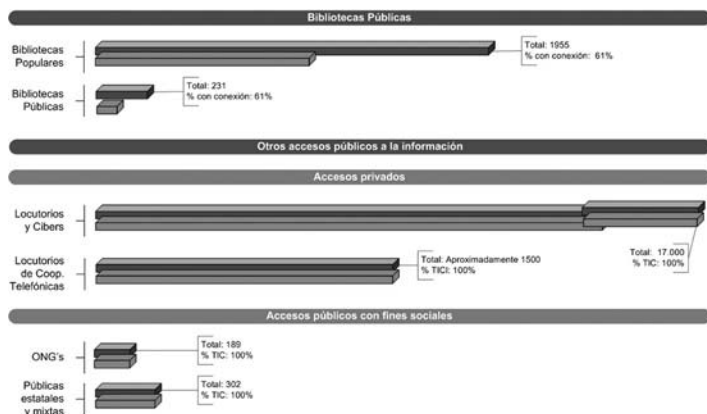 Bibliotecas Públicas
Bibliotecas
Populares
Total: 1955
% con conexión: 61%
Bibliotecas
Públicas
Total: 231
% con conexión: 61%
Otros accesos públicos a la información
Accesos privados
Locutorios
y Cibers
Total: 17.000
% TIC: 100%
Locutorios
de Coop.
Telefónicas
Total: Aproximadamente 1500
% TICI: 100%
Accesos públicos con fines sociales
ONG's
Total: 189
% TIC: 100%
Públicas
estatales
y mixtas
Total: 302
% TIC: 100%